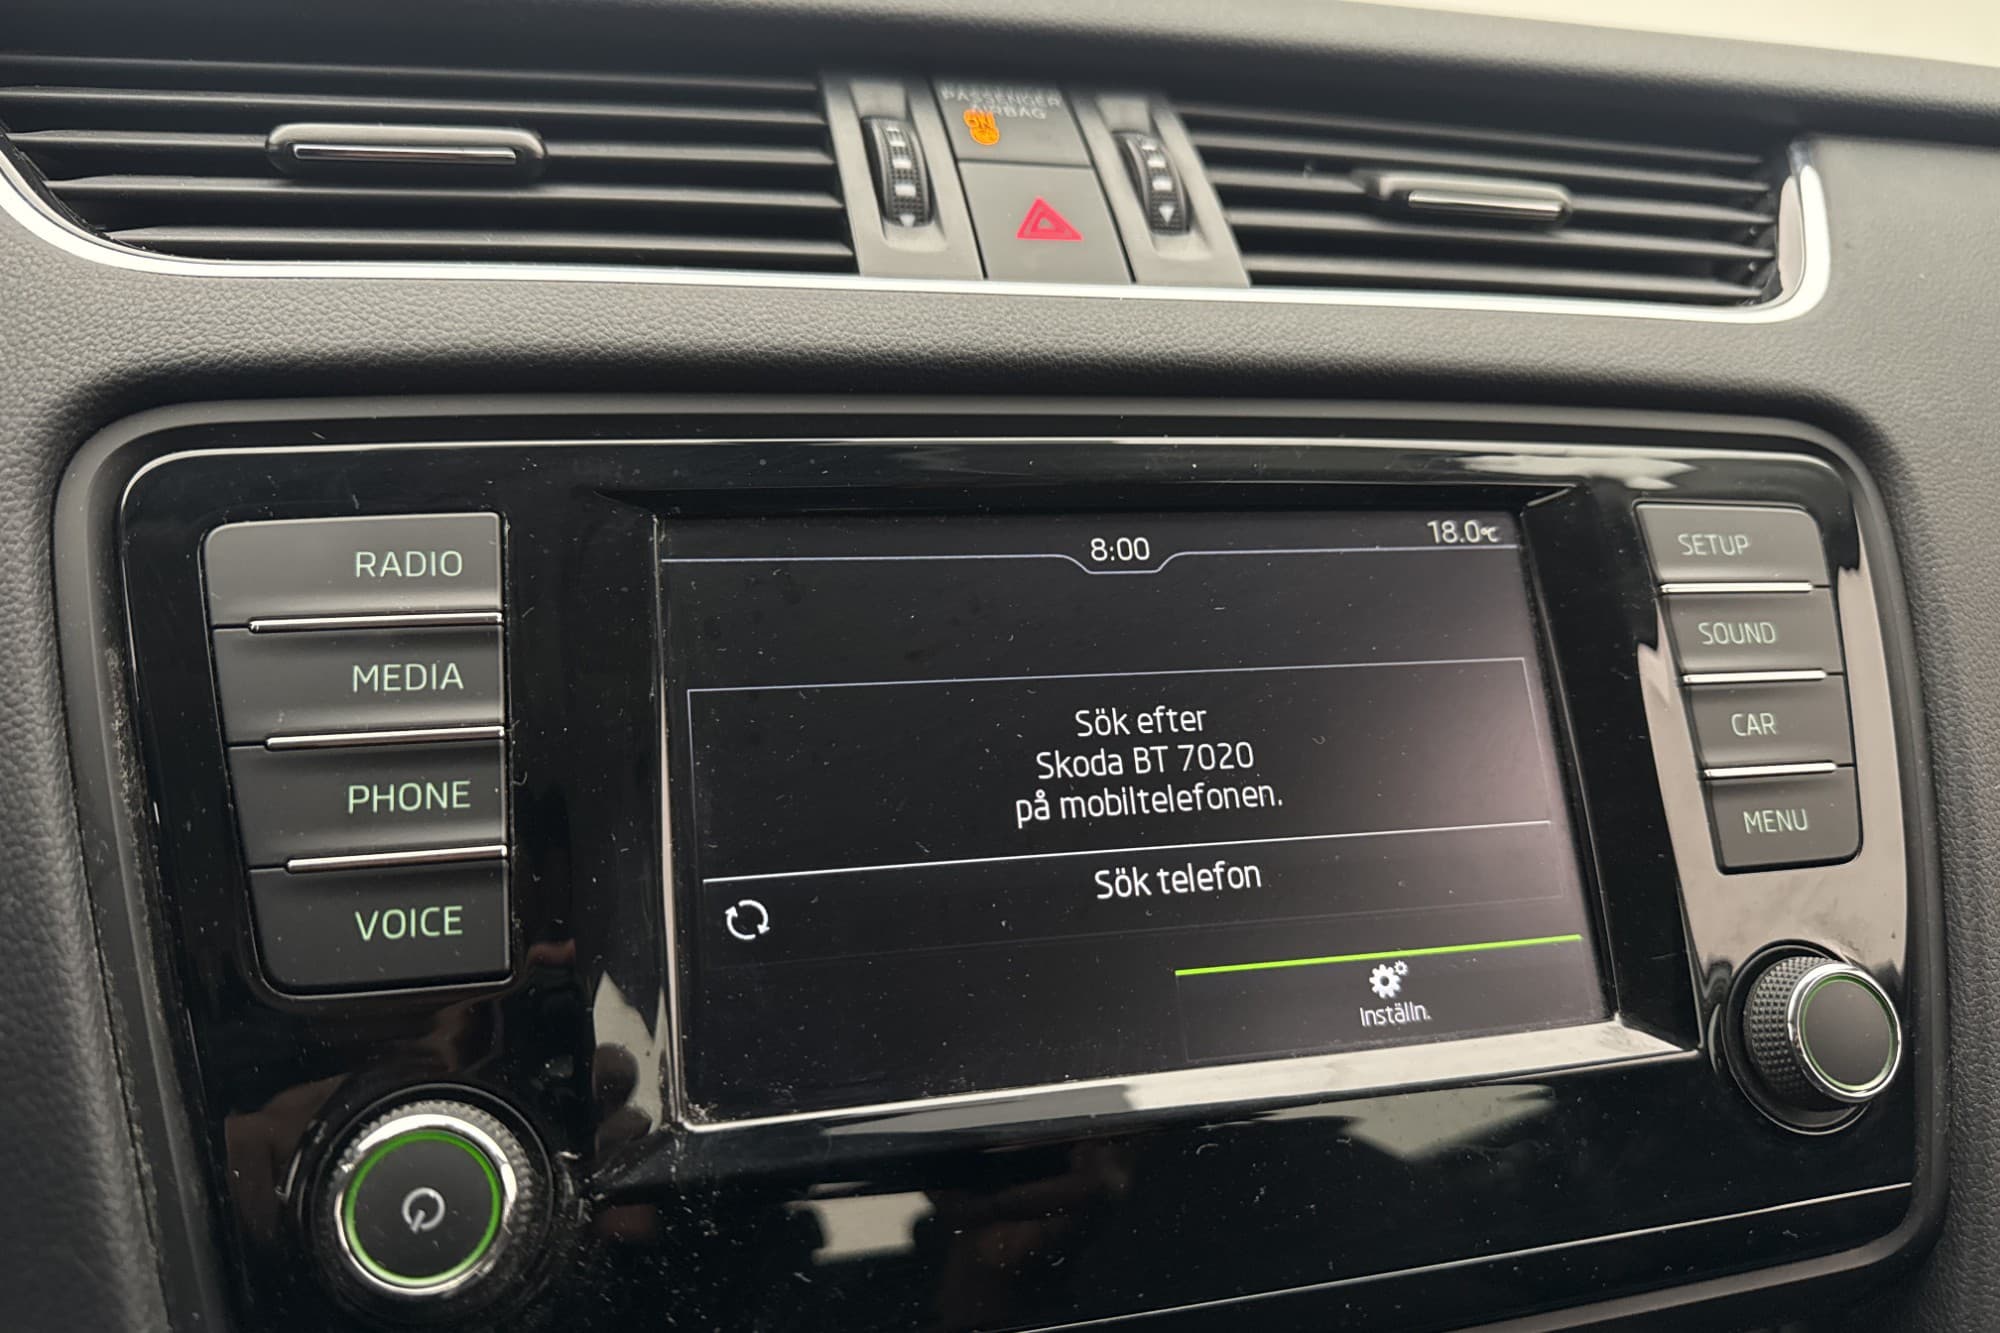 PASSENGER
AIRBAG
ON
RADIO
MEDIA
PHONE
VOICE
8:00
18.0°C
Sök efter
Skoda BT 7020
på mobiltelefonen.
Sök telefon
Inställn.
SETUP
SOUND
CAR
MENU